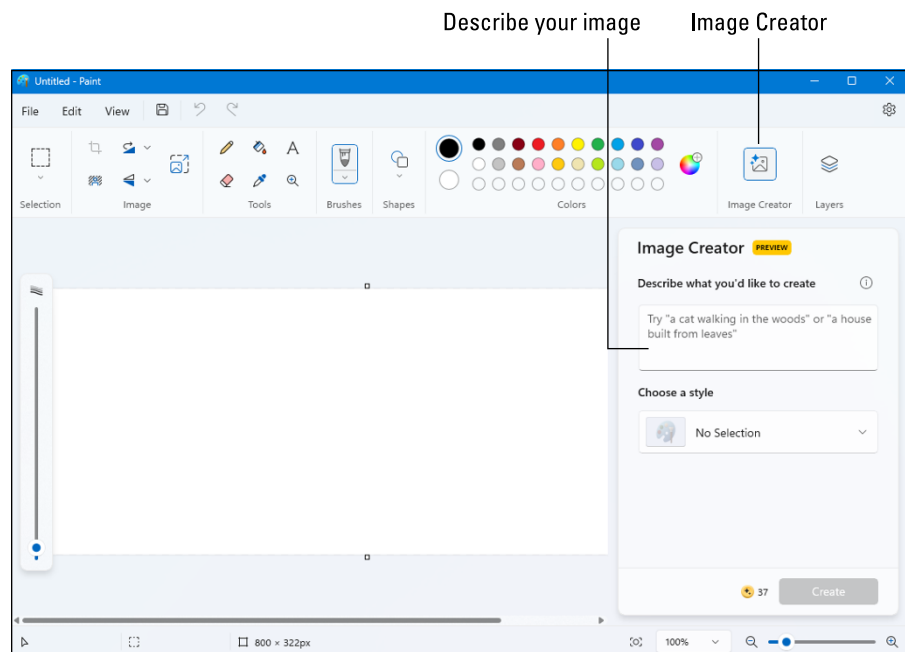 Describe your image Image Creator
Untitled - Paint
File Edit View
Selection Image Tools Brushes Shapes Colors Image Creator Layers
Image Creator PREVIEW
Describe what you'd like to create
Try "a cat walking in the woods" or "a house
built from leaves"
Choose a style
No Selection
37 Create
800 × 322px 100%